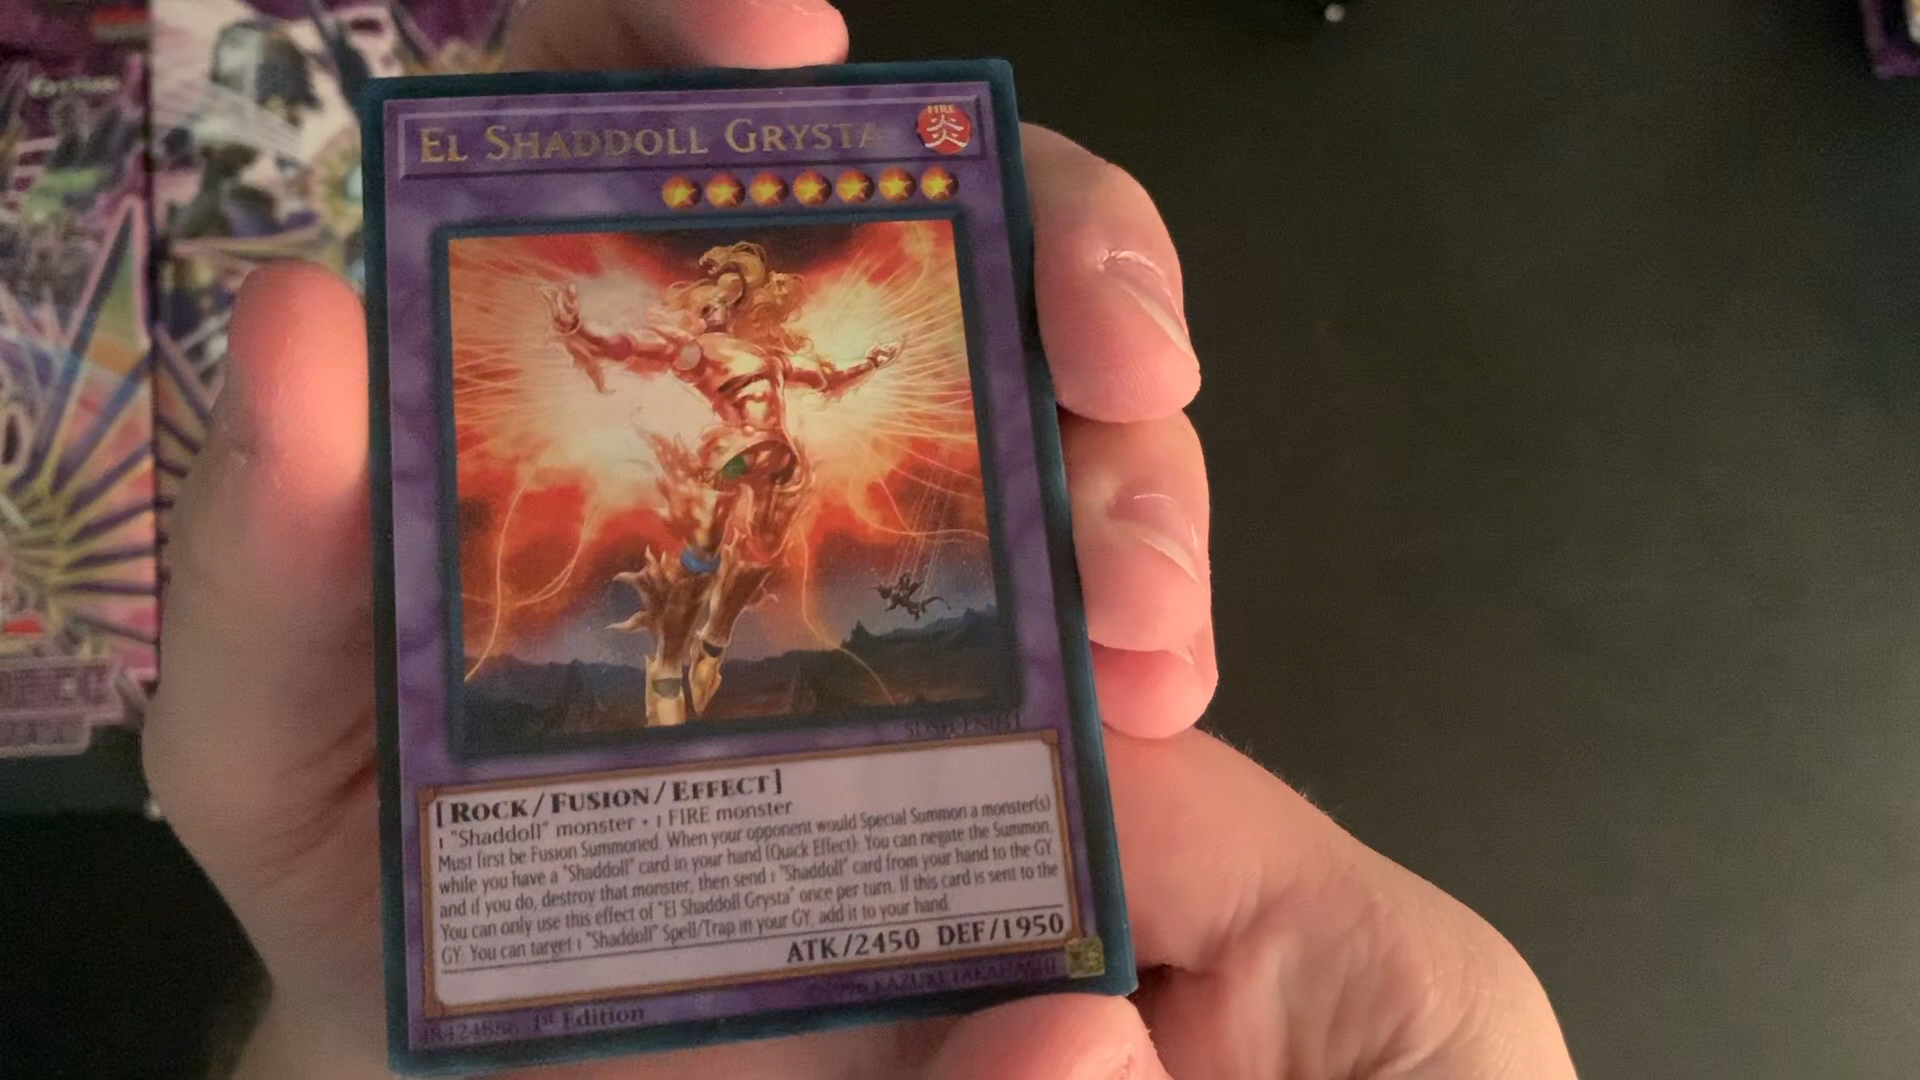 EL SHADDOLL GRYSTA
FIRE
炎
[ROCK/FUSION/EFFECT]
1 "Shaddoll" monster + 1 FIRE monster
Must first be Fusion Summoned. When your opponent would Special Summon a monster(s)
while you have a "Shaddoll" card in your hand (Quick Effect): You can negate the Summon,
and if you do, destroy that monster, then send 1 "Shaddoll" card from your hand to the GY.
You can only use this effect of "El Shaddoll Grysta" once per turn. If this card is sent to the
GY: You can target 1 "Shaddoll" Spell/Trap in your GY; add it to your hand.
ATK/2450 DEF/1950
KAZUKI TAKAHASHI
1st Edition